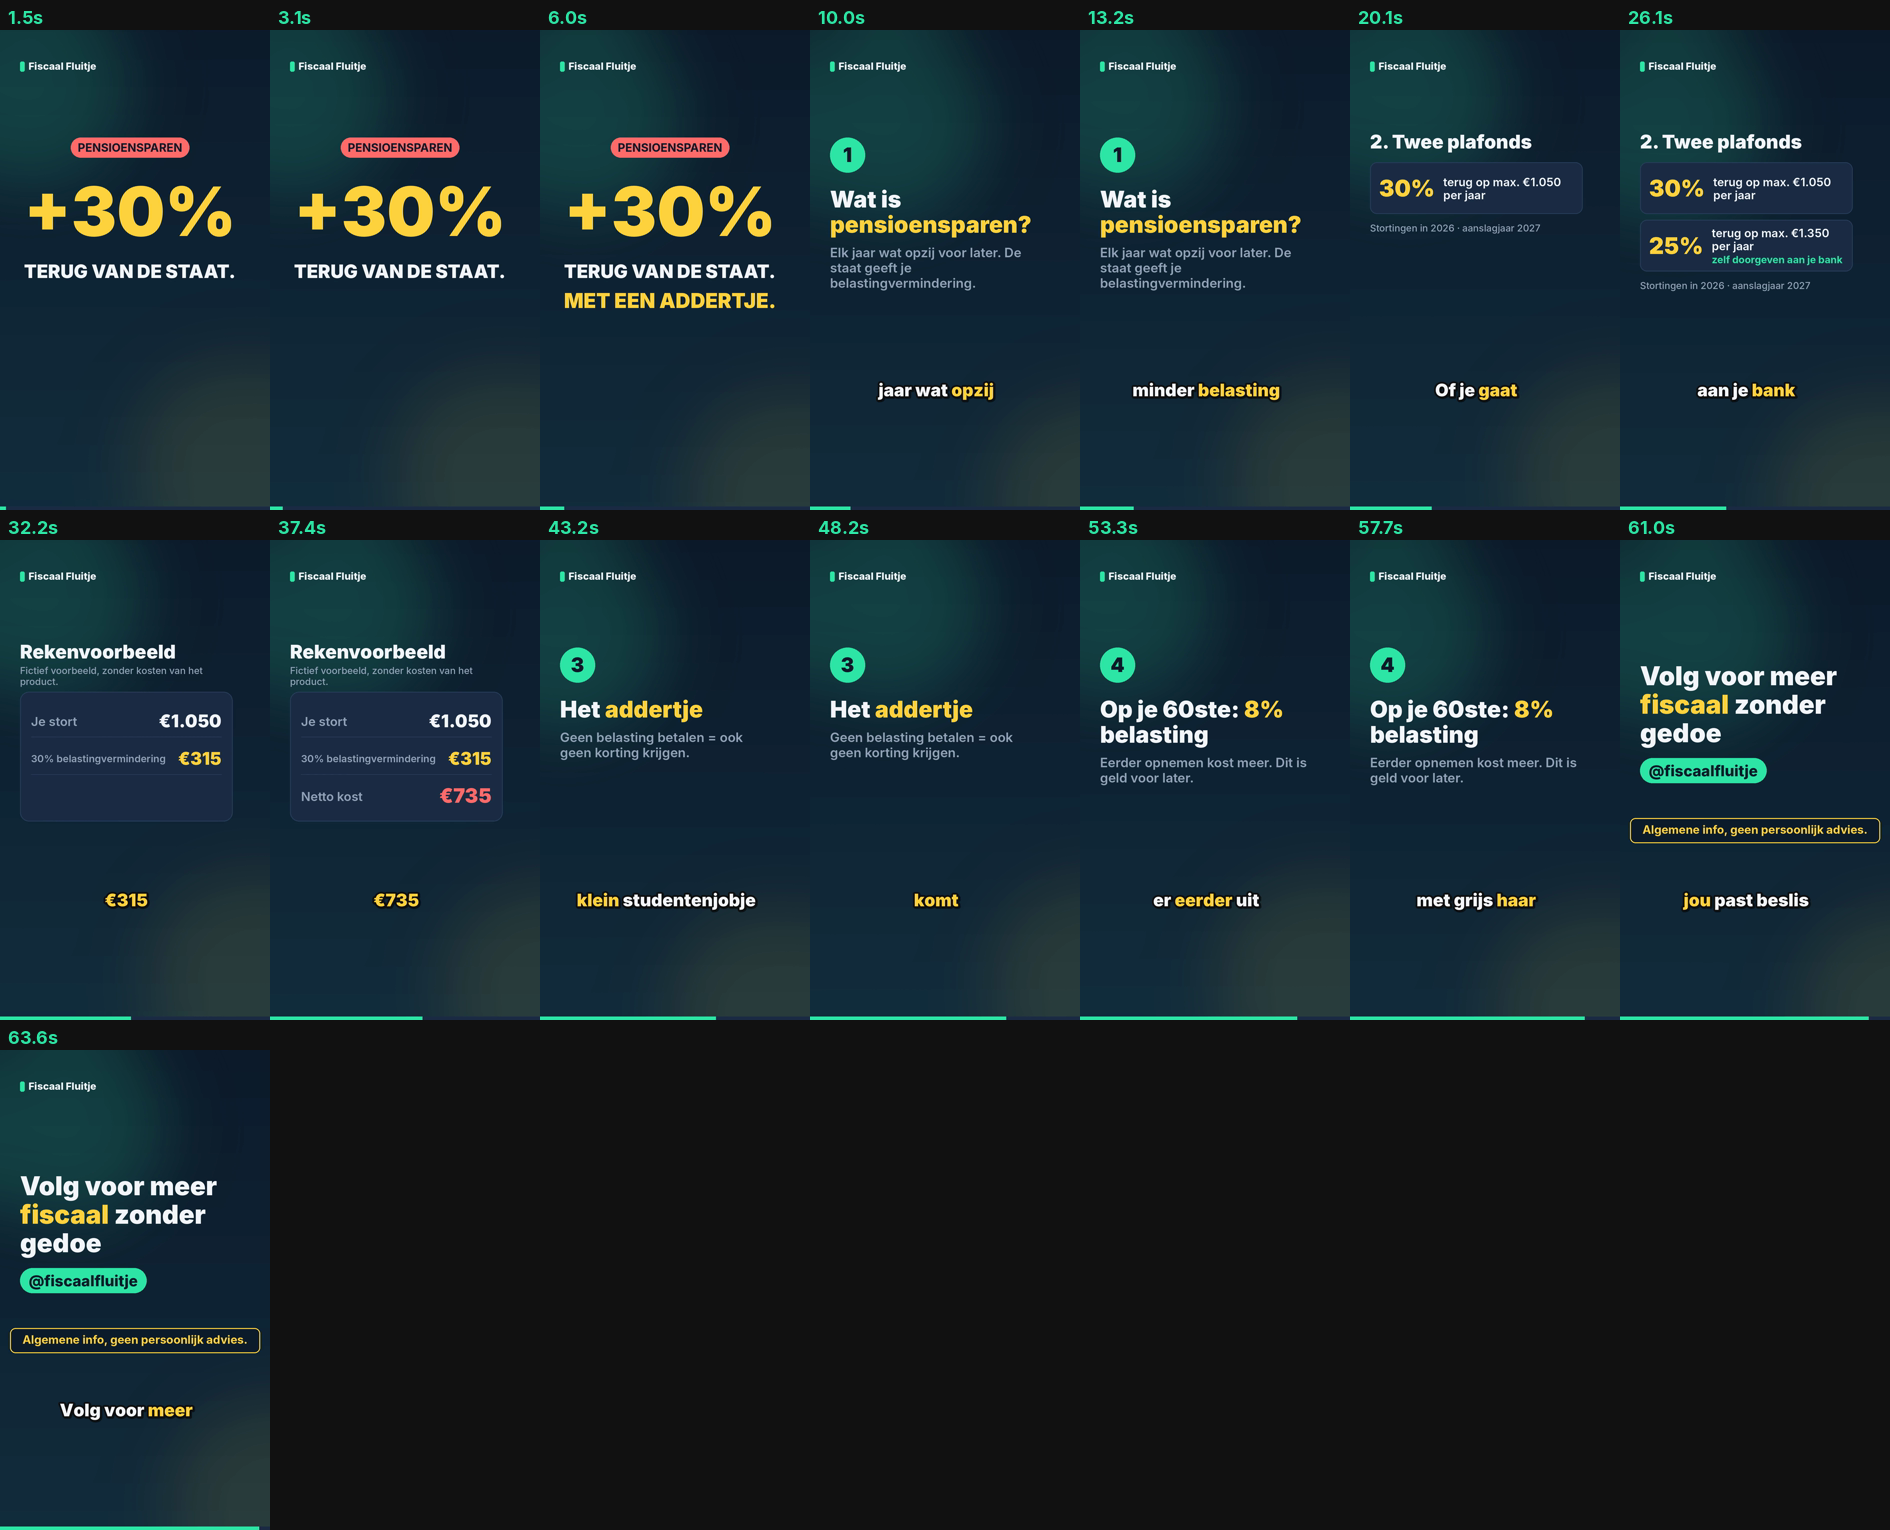 1.5s
Fiscaal Fluitje
PENSIOENSPAREN
+30%
TERUG VAN DE STAAT.
3.1s
Fiscaal Fluitje
PENSIOENSPAREN
+30%
TERUG VAN DE STAAT.
6.0s
Fiscaal Fluitje
PENSIOENSPAREN
+30%
TERUG VAN DE STAAT.
MET EEN ADDERTJE.
10.0s
Fiscaal Fluitje
1
Wat is
pensioensparen?
Elk jaar wat opzij voor later. De
staat geeft je
belastingvermindering.
jaar wat opzij
13.2s
Fiscaal Fluitje
1
Wat is
pensioensparen?
Elk jaar wat opzij voor later. De
staat geeft je
belastingvermindering.
minder belasting
20.1s
Fiscaal Fluitje
2. Twee plafonds
30% terug op max. €1.050
per jaar
Stortingen in 2026 · aanslagjaar 2027
Of je gaat
26.1s
Fiscaal Fluitje
2. Twee plafonds
30% terug op max. €1.050
per jaar
25% terug op max. €1.350
per jaar
zelf doorgeven aan je bank
Stortingen in 2026 · aanslagjaar 2027
aan je bank
32.2s
Fiscaal Fluitje
Rekenvoorbeeld
Fictief voorbeeld, zonder kosten van het
product.
Je stort €1.050
30% belastingvermindering €315
€315
37.4s
Fiscaal Fluitje
Rekenvoorbeeld
Fictief voorbeeld, zonder kosten van het
product.
Je stort €1.050
30% belastingvermindering €315
Netto kost €735
€735
43.2s
Fiscaal Fluitje
3
Het addertje
Geen belasting betalen = ook
geen korting krijgen.
klein studentenjobje
48.2s
Fiscaal Fluitje
3
Het addertje
Geen belasting betalen = ook
geen korting krijgen.
komt
53.3s
Fiscaal Fluitje
4
Op je 60ste: 8%
belasting
Eerder opnemen kost meer. Dit is
geld voor later.
er eerder uit
57.7s
Fiscaal Fluitje
4
Op je 60ste: 8%
belasting
Eerder opnemen kost meer. Dit is
geld voor later.
met grijs haar
61.0s
Fiscaal Fluitje
Volg voor meer
fiscaal zonder
gedoe
@fiscaalfluitje
Algemene info, geen persoonlijk advies.
jou past beslis
63.6s
Fiscaal Fluitje
Volg voor meer
fiscaal zonder
gedoe
@fiscaalfluitje
Algemene info, geen persoonlijk advies.
Volg voor meer